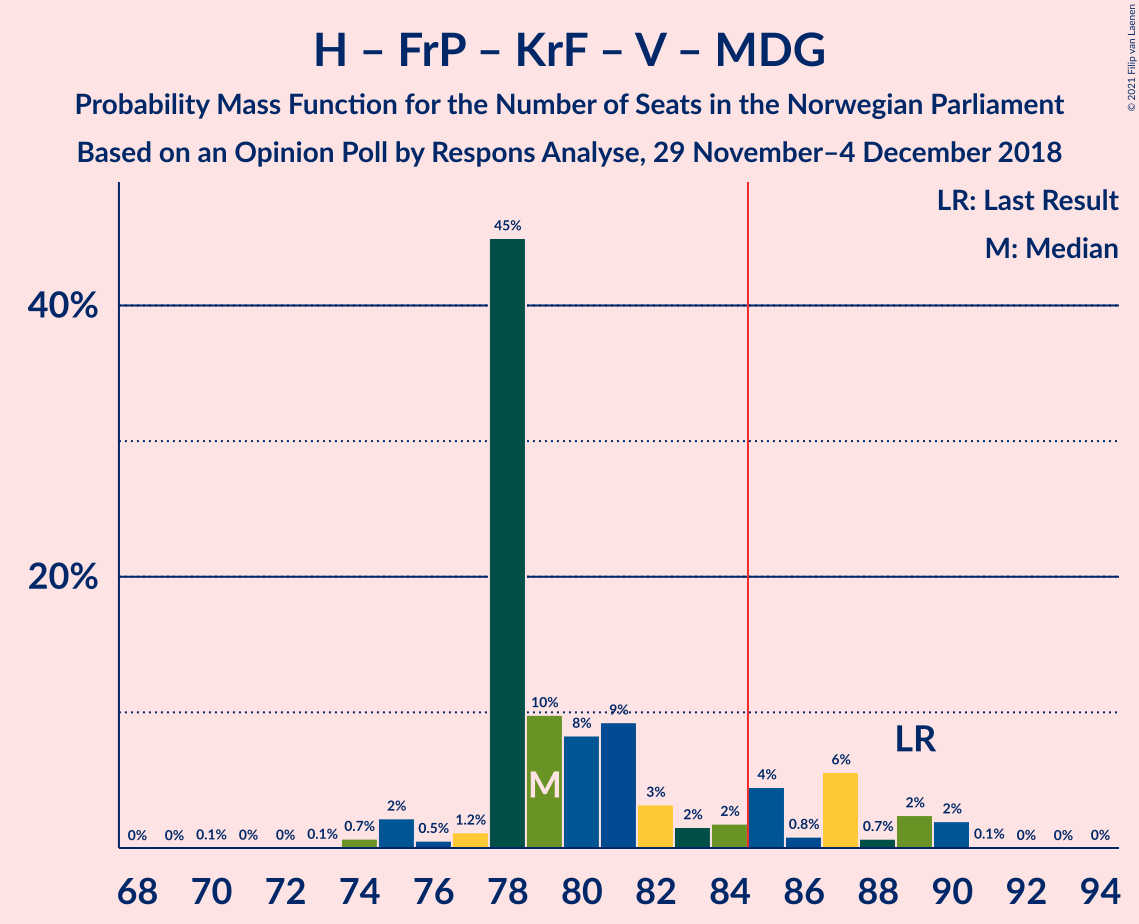 H – FrP – KrF – V – MDG
Probability Mass Function for the Number of Seats in the Norwegian Parliament
Based on an Opinion Poll by Respons Analyse, 29 November–4 December 2018
© 2021 Filip van Laenen
LR: Last Result
M: Median
40%
20%
0% 0% 0.1% 0% 0% 0.1% 0.7% 2% 0.5% 1.2% 45% 10% 8% 9% 3% 2% 2% 4% 0.8% 6% 0.7% 2% 2% 0.1% 0% 0% 0%
M
LR
68 70 72 74 76 78 80 82 84 86 88 90 92 94